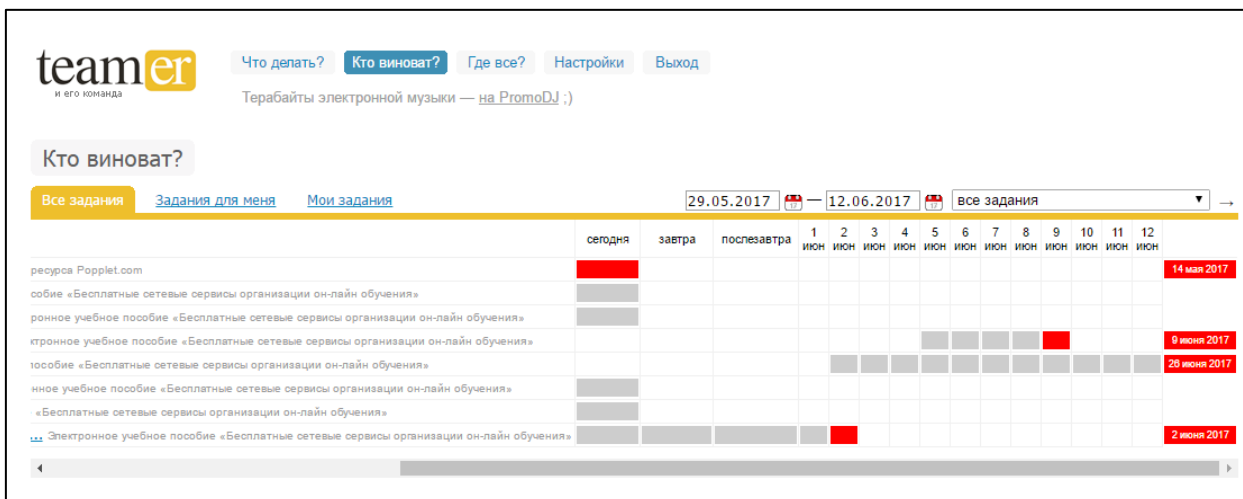 teamer
и его команда
Что делать? Кто виноват? Где все? Настройки Выход
Терабайты электронной музыки — на PromoDJ ;)
Кто виноват?
Все задания Задания для меня Мои задания 29.05.2017 17 — 12.06.2017 17 все задания ▼ →
сегодня завтра послезавтра 1 июн 2 июн 3 июн 4 июн 5 июн 6 июн 7 июн 8 июн 9 июн 10 июн 11 июн 12 июн
ресурса Popplet.com 14 мая 2017
собие «Бесплатные сетевые сервисы организации он-лайн обучения»
ронное учебное пособие «Бесплатные сетевые сервисы организации он-лайн обучения»
ктронное учебное пособие «Бесплатные сетевые сервисы организации он-лайн обучения» 9 июня 2017
пособие «Бесплатные сетевые сервисы организации он-лайн обучения» 26 июня 2017
нное учебное пособие «Бесплатные сетевые сервисы организации он-лайн обучения»
«Бесплатные сетевые сервисы организации он-лайн обучения»
... Электронное учебное пособие «Бесплатные сетевые сервисы организации он-лайн обучения» 2 июня 2017